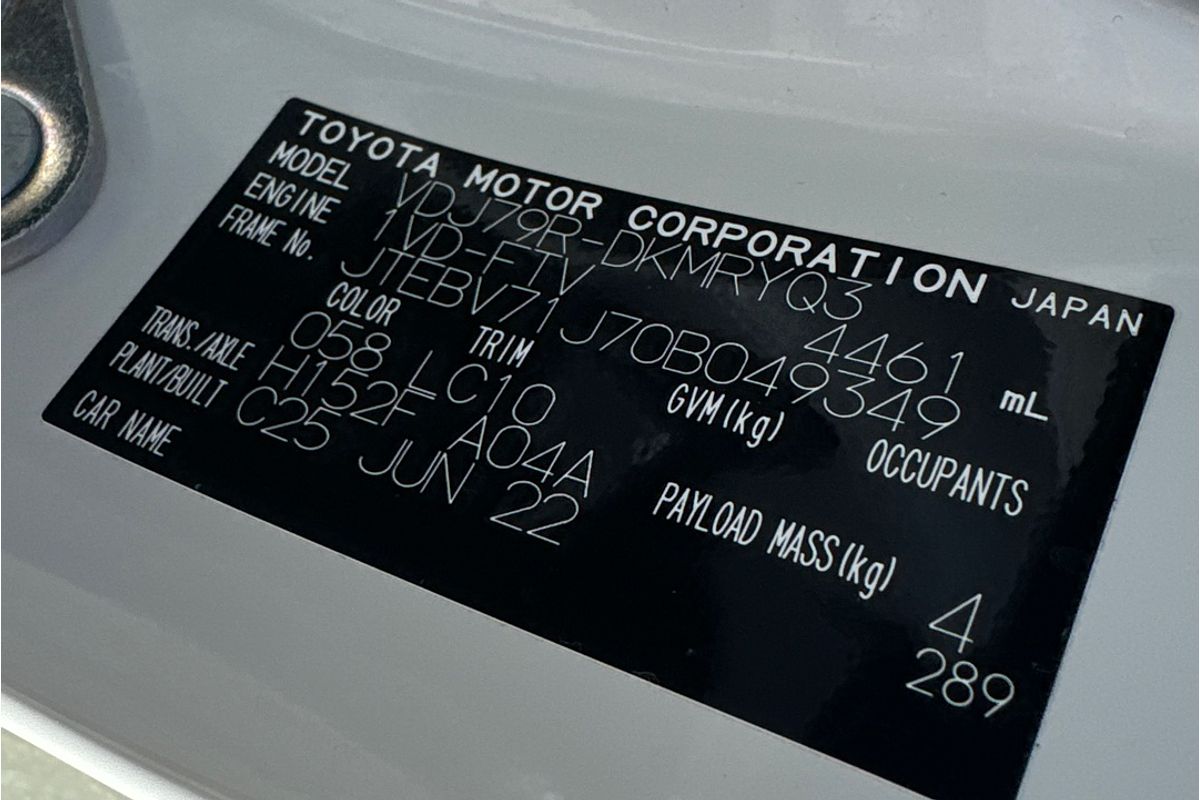 TOYOTA MOTOR CORPORATION JAPAN
MODEL VDJ79R-DKMRYQ3
ENGINE 1VD-FTV 4461 mL
FRAME No. JTEBV71J70B049349
COLOR TRIM GVM(kg) OCCUPANTS
058 LC10
TRANS./AXLE H152F A04A PAYLOAD MASS(kg) 4
PLANT/BUILT C25 JUN 22 289
CAR NAME